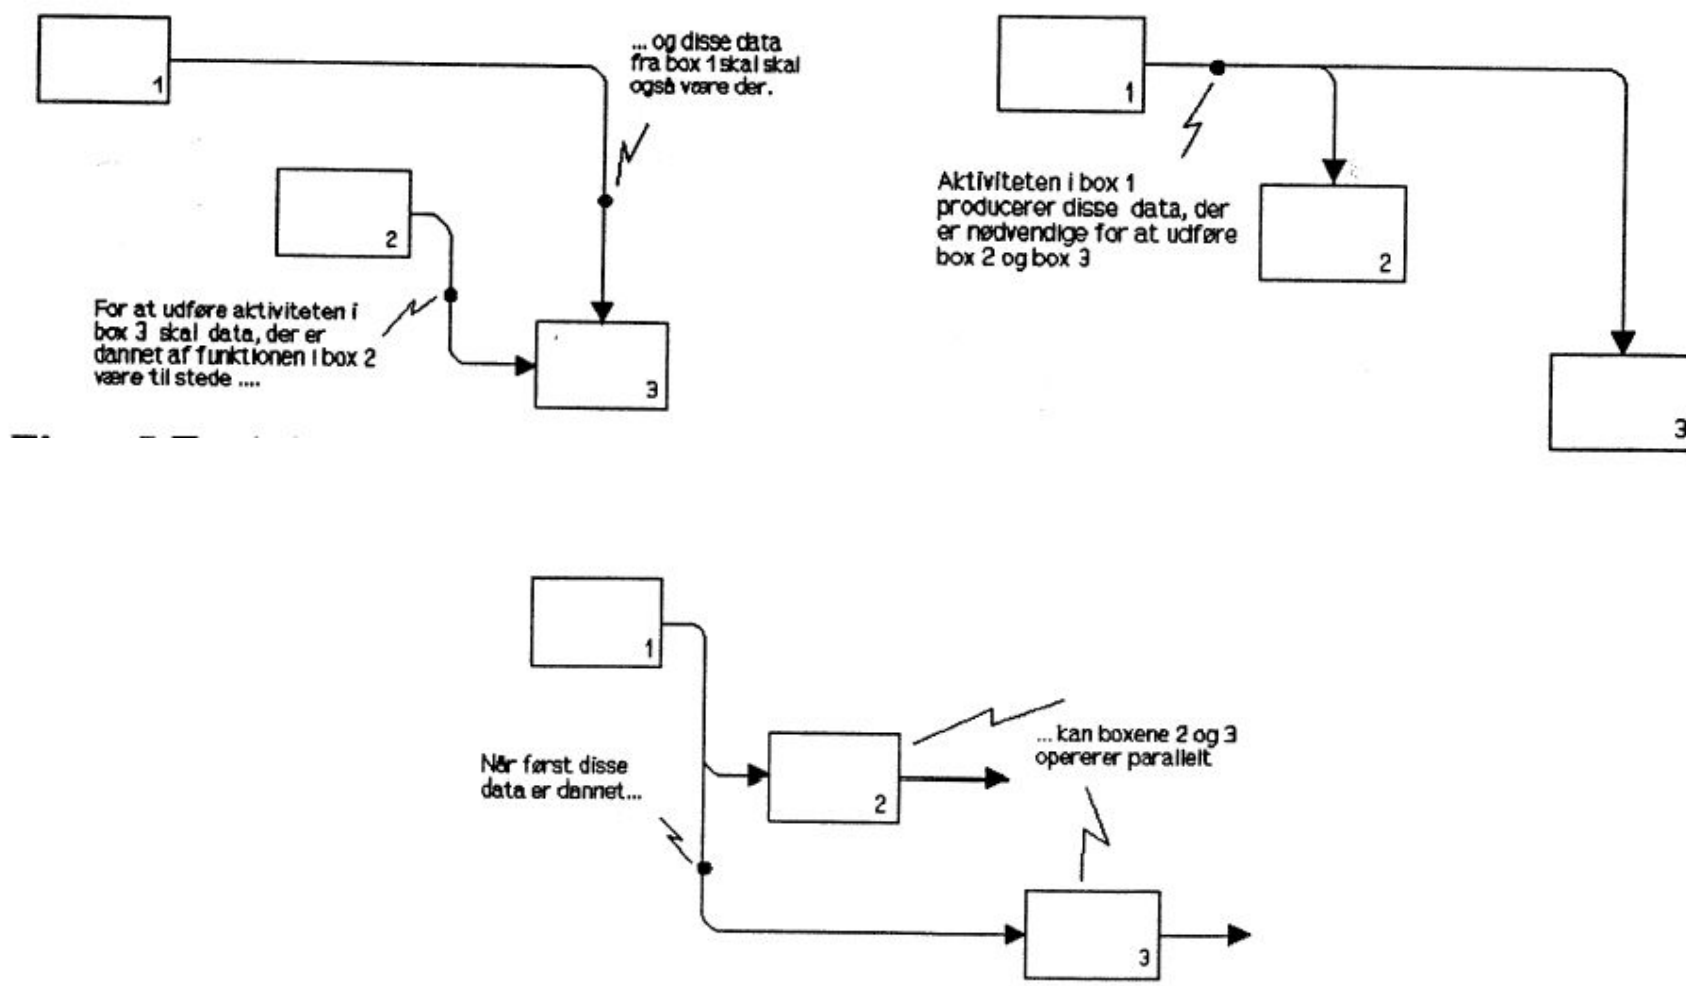 1
... og disse data
fra box 1 skal skal
også være der.
2
For at udføre aktiviteten i
box 3 skal data, der er
dannet af funktionen i box 2
være til stede ....
3
1
Aktiviteten i box 1
producerer disse data, der
er nødvendige for at udføre
box 2 og box 3
2
3
1
Når først disse
data er dannet...
2
... kan boxene 2 og 3
opererer parallelt
3